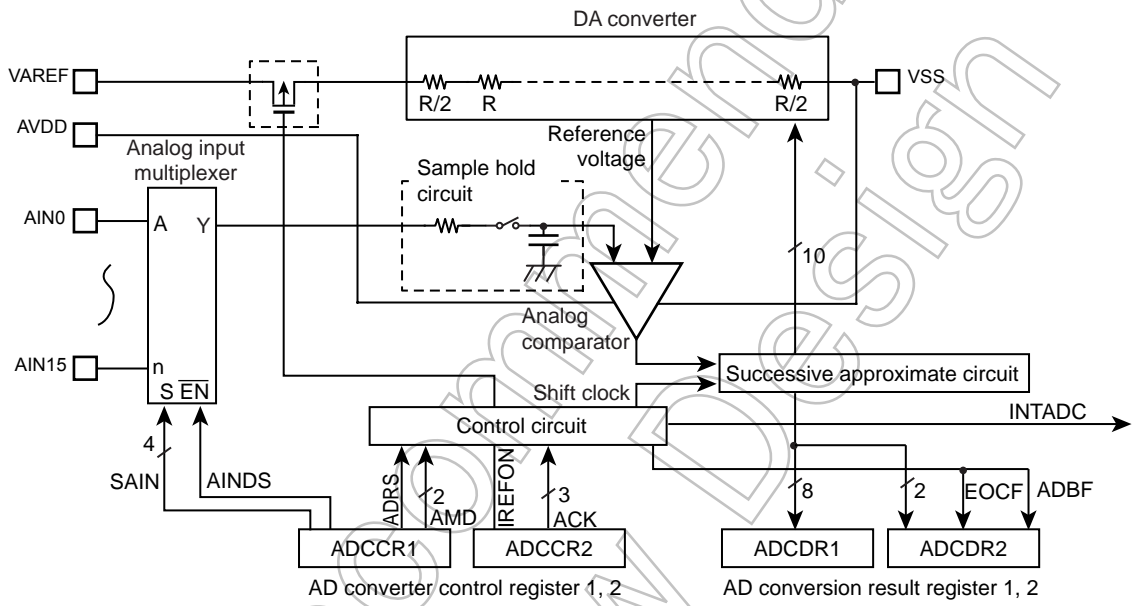 DA converter
VAREF
VSS
R/2
R
R/2
AVDD
Reference
voltage
Analog input
multiplexer
Sample hold
circuit
AIN0
A
Y
10
Analog
comparator
AIN15
n
S EN
Successive approximate circuit
Shift clock
INTADC
Control circuit
4
SAIN
AINDS
ADRS
2
AMD
IREFON
3
ACK
8
2
EOCF
ADBF
ADCCR1
ADCCR2
ADCDR1
ADCDR2
AD converter control register 1, 2
AD conversion result register 1, 2